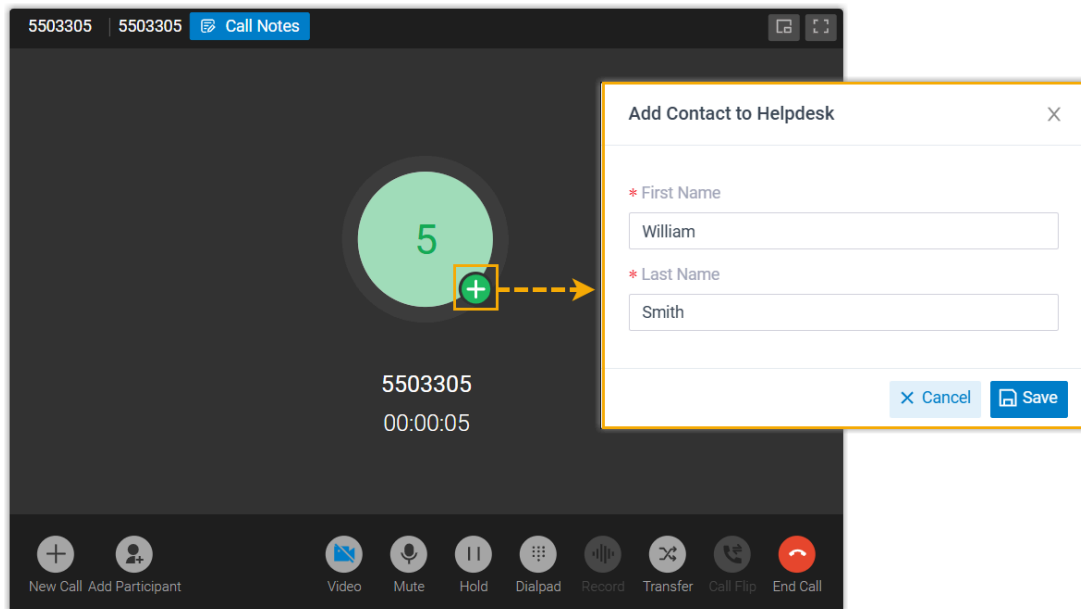 5503305 5503305 Call Notes
Add Contact to Helpdesk
* First Name
William
* Last Name
Smith
Cancel Save
5
5503305
00:00:05
New Call Add Participant Video Mute Hold Dialpad Record Transfer Call Flip End Call